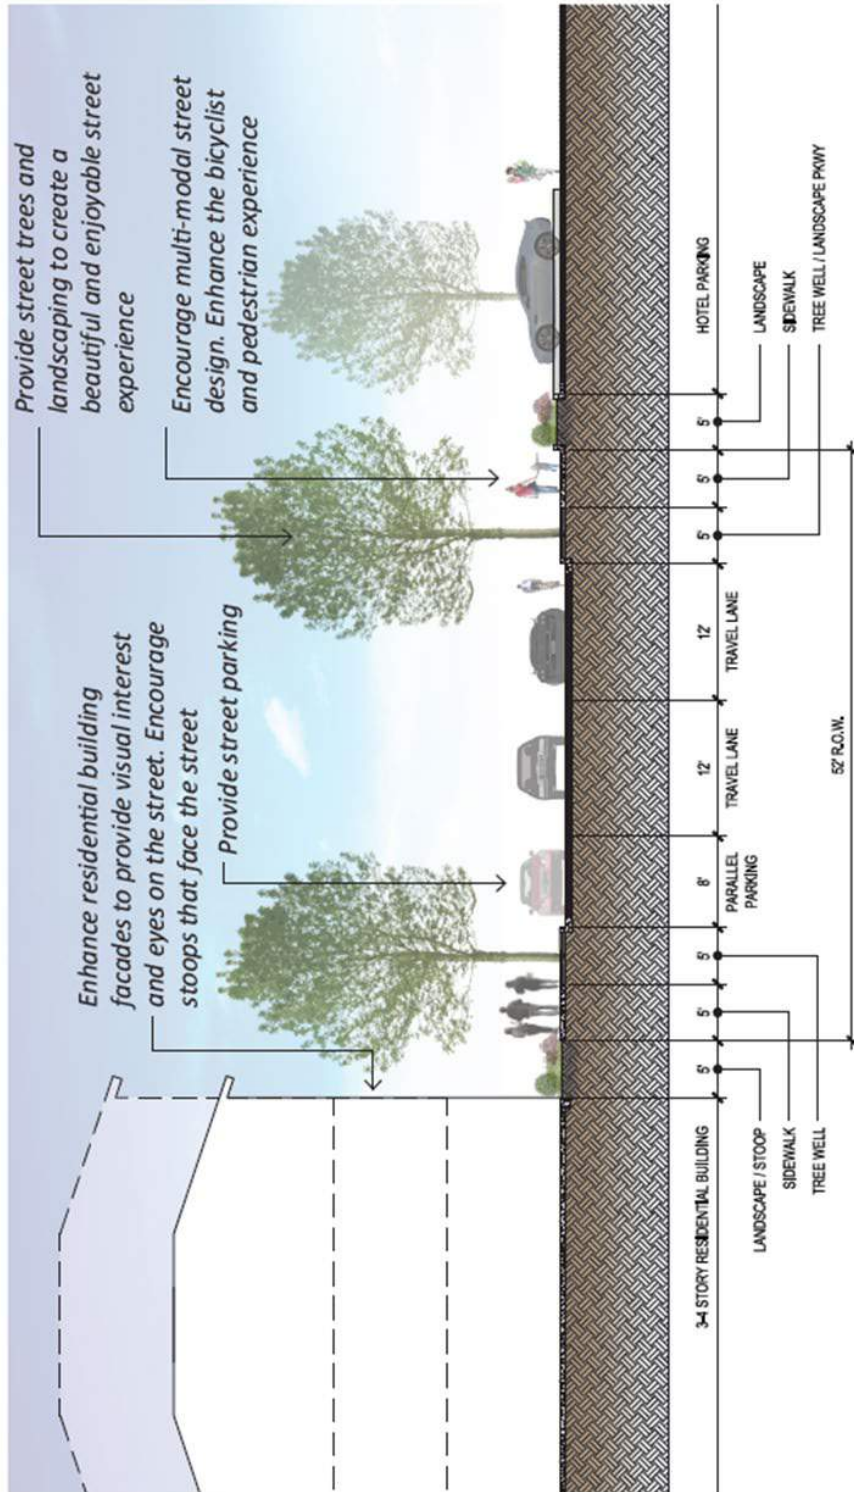 Enhance residential building
facades to provide visual interest
and eyes on the street. Encourage
stoops that face the street
Provide street parking
Provide street trees and
landscaping to create a
beautiful and enjoyable street
experience
Encourage multi-modal street
design. Enhance the bicyclist
and pedestrian experience
3-4 STORY RESIDENTIAL BUILDING
5'
5'
5'
8'
12'
12'
5'
5'
5'
HOTEL PARKING
PARALLEL
PARKING
TRAVEL LANE
TRAVEL LANE
LANDSCAPE / STOOP
SIDEWALK
TREE WELL
LANDSCAPE
SIDEWALK
TREE WELL / LANDSCAPE PKWY
52' R.O.W.